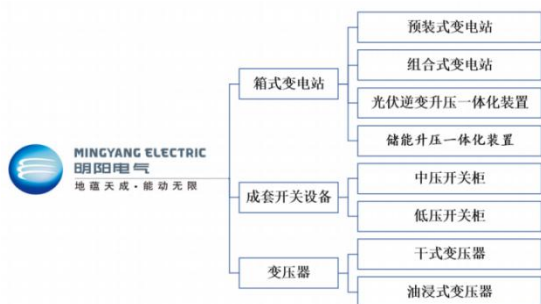 MINGYANG ELECTRIC
明阳电气
地蕴天成·能动无限
箱式变电站
预装式变电站
组合式变电站
光伏逆变升压一体化装置
储能升压一体化装置
成套开关设备
中压开关柜
低压开关柜
变压器
干式变压器
油浸式变压器